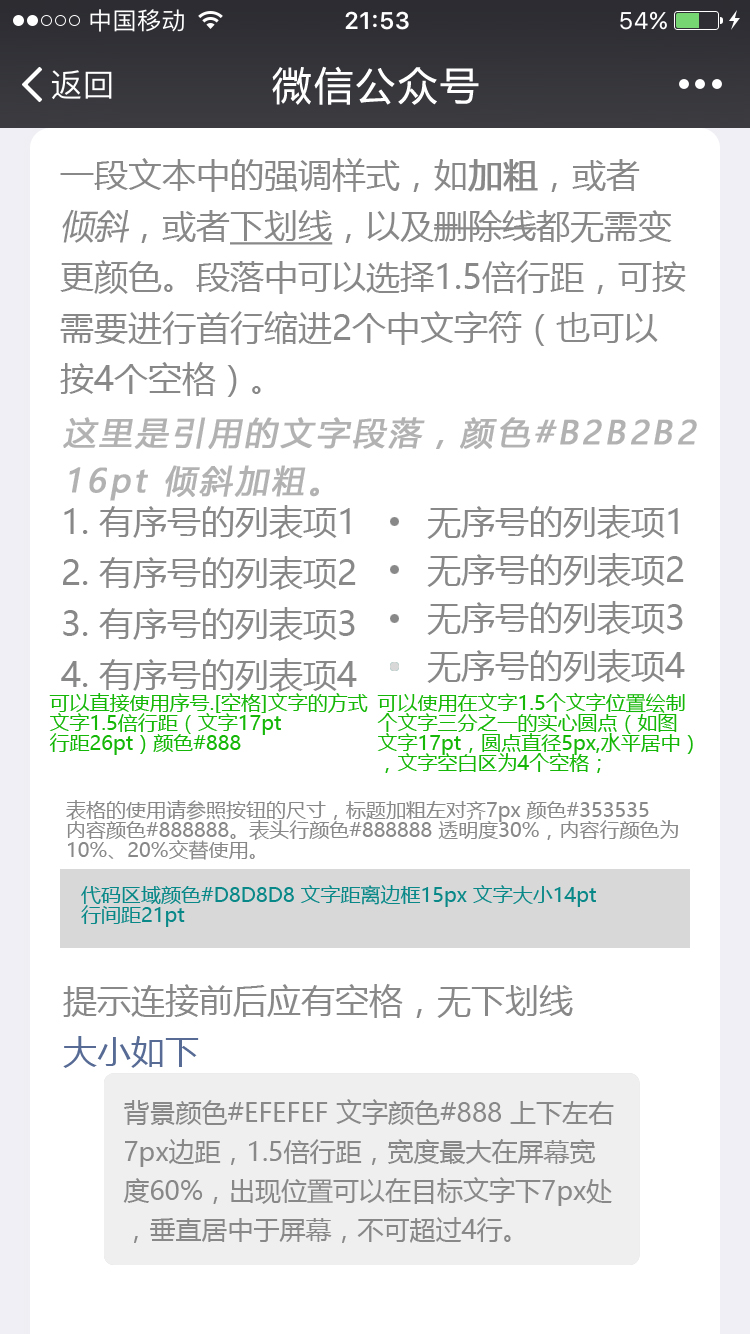 中国移动 21:53 54%
返回 微信公众号
一段文本中的强调样式，如加粗，或者
倾斜，或者下划线，以及删除线都无需变
更颜色。段落中可以选择1.5倍行距，可按
需要进行首行缩进2个中文字符（也可以
按4个空格）。
这里是引用的文字段落，颜色#B2B2B2
16pt 倾斜加粗。
1. 有序号的列表项1
2. 有序号的列表项2
3. 有序号的列表项3
4. 有序号的列表项4
• 无序号的列表项1
• 无序号的列表项2
• 无序号的列表项3
• 无序号的列表项4
可以直接使用序号.[空格]文字的方式
文字1.5倍行距（文字17pt
行距26pt）颜色#888
可以使用在文字1.5个文字位置绘制
个文字三分之一的实心圆点（如图
文字17pt，圆点直径5px,水平居中）
，文字空白区为4个空格；
表格的使用请参照按钮的尺寸，标题加粗左对齐7px 颜色#353535
内容颜色#888888。表头行颜色#888888 透明度30%，内容行颜色为
10%、20%交替使用。
代码区域颜色#D8D8D8 文字距离边框15px 文字大小14pt
行间距21pt
提示连接前后应有空格，无下划线
大小如下
背景颜色#EFEFEF 文字颜色#888 上下左右
7px边距，1.5倍行距，宽度最大在屏幕宽
度60%，出现位置可以在目标文字下7px处
，垂直居中于屏幕，不可超过4行。